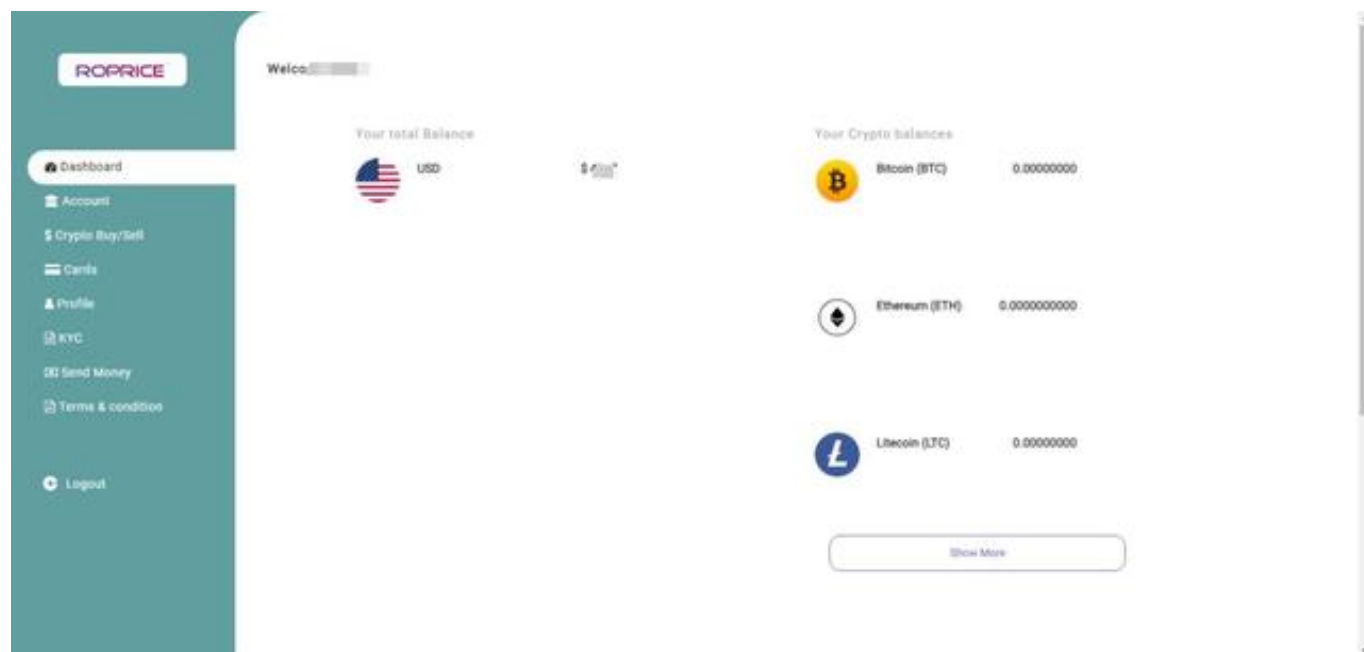 ROPRICE
Dashboard
Account
$ Crypto Buy/Sell
Cards
Profile
KYC
Send Money
Terms & condition
Logout
Your total Balance
USD
$
Your Crypto balances
Bitcoin (BTC) 0.00000000
Ethereum (ETH) 0.0000000000
Litecoin (LTC) 0.00000000
Show More